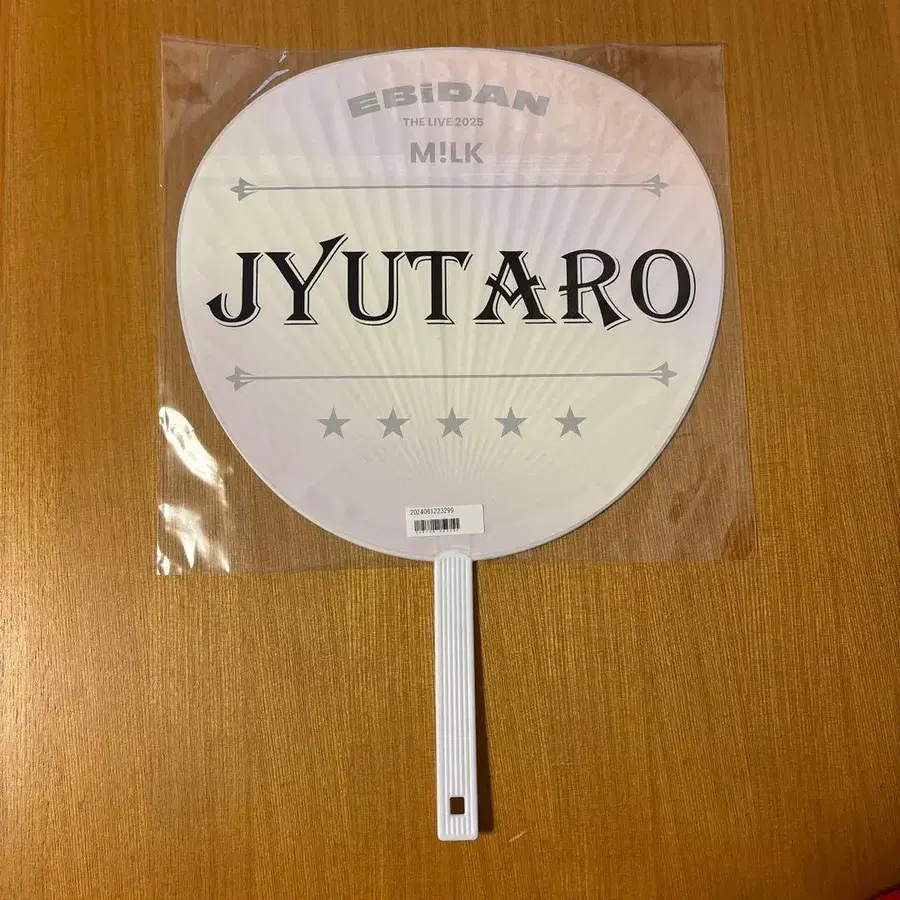 EBiDAN
THE LIVE 2025
M!LK
JYUTARO
2024061223299